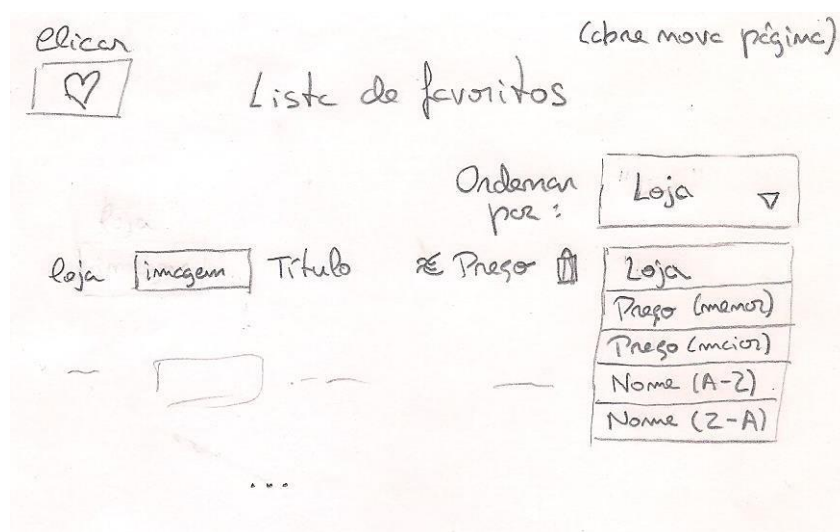 Clicar
(abre nova página)
Lista de favoritos
Ordenar
por :
Loja
loja imagem Título € Preço
Loja
Preço (menor)
Preço (maior)
Nome (A-Z)
Nome (Z-A)
...